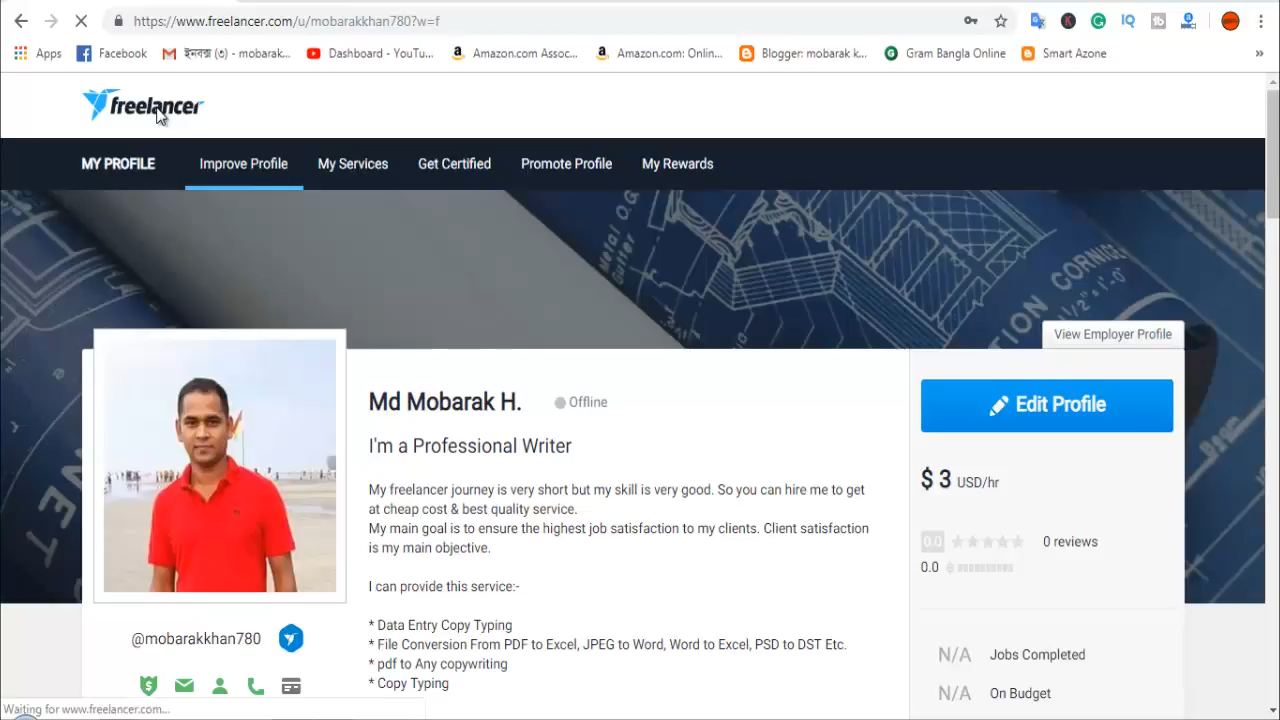 https://www.freelancer.com/u/mobarakkhan780?w=f
Apps Facebook ইনবক্স (৩) - mobarak... Dashboard - YouTu... Amazon.com Assoc... Amazon.com: Onlin... Blogger: mobarak k... Gram Bangla Online Smart Azone »
freelancer
MY PROFILE Improve Profile My Services Get Certified Promote Profile My Rewards
Metal O.G.
Gutter
CORNICE
View Employer Profile
Md Mobarak H. Offline
Edit Profile
I'm a Professional Writer
$ 3 USD/hr
My freelancer journey is very short but my skill is very good. So you can hire me to get
at cheap cost & best quality service.
My main goal is to ensure the highest job satisfaction to my clients. Client satisfaction
is my main objective.
0.0 0 reviews
0.0
I can provide this service:-
* Data Entry Copy Typing
* File Conversion From PDF to Excel, JPEG to Word, Word to Excel, PSD to DST Etc.
* pdf to Any copywriting
* Copy Typing
@mobarakkhan780
N/A Jobs Completed
N/A On Budget
Waiting for www.freelancer.com...